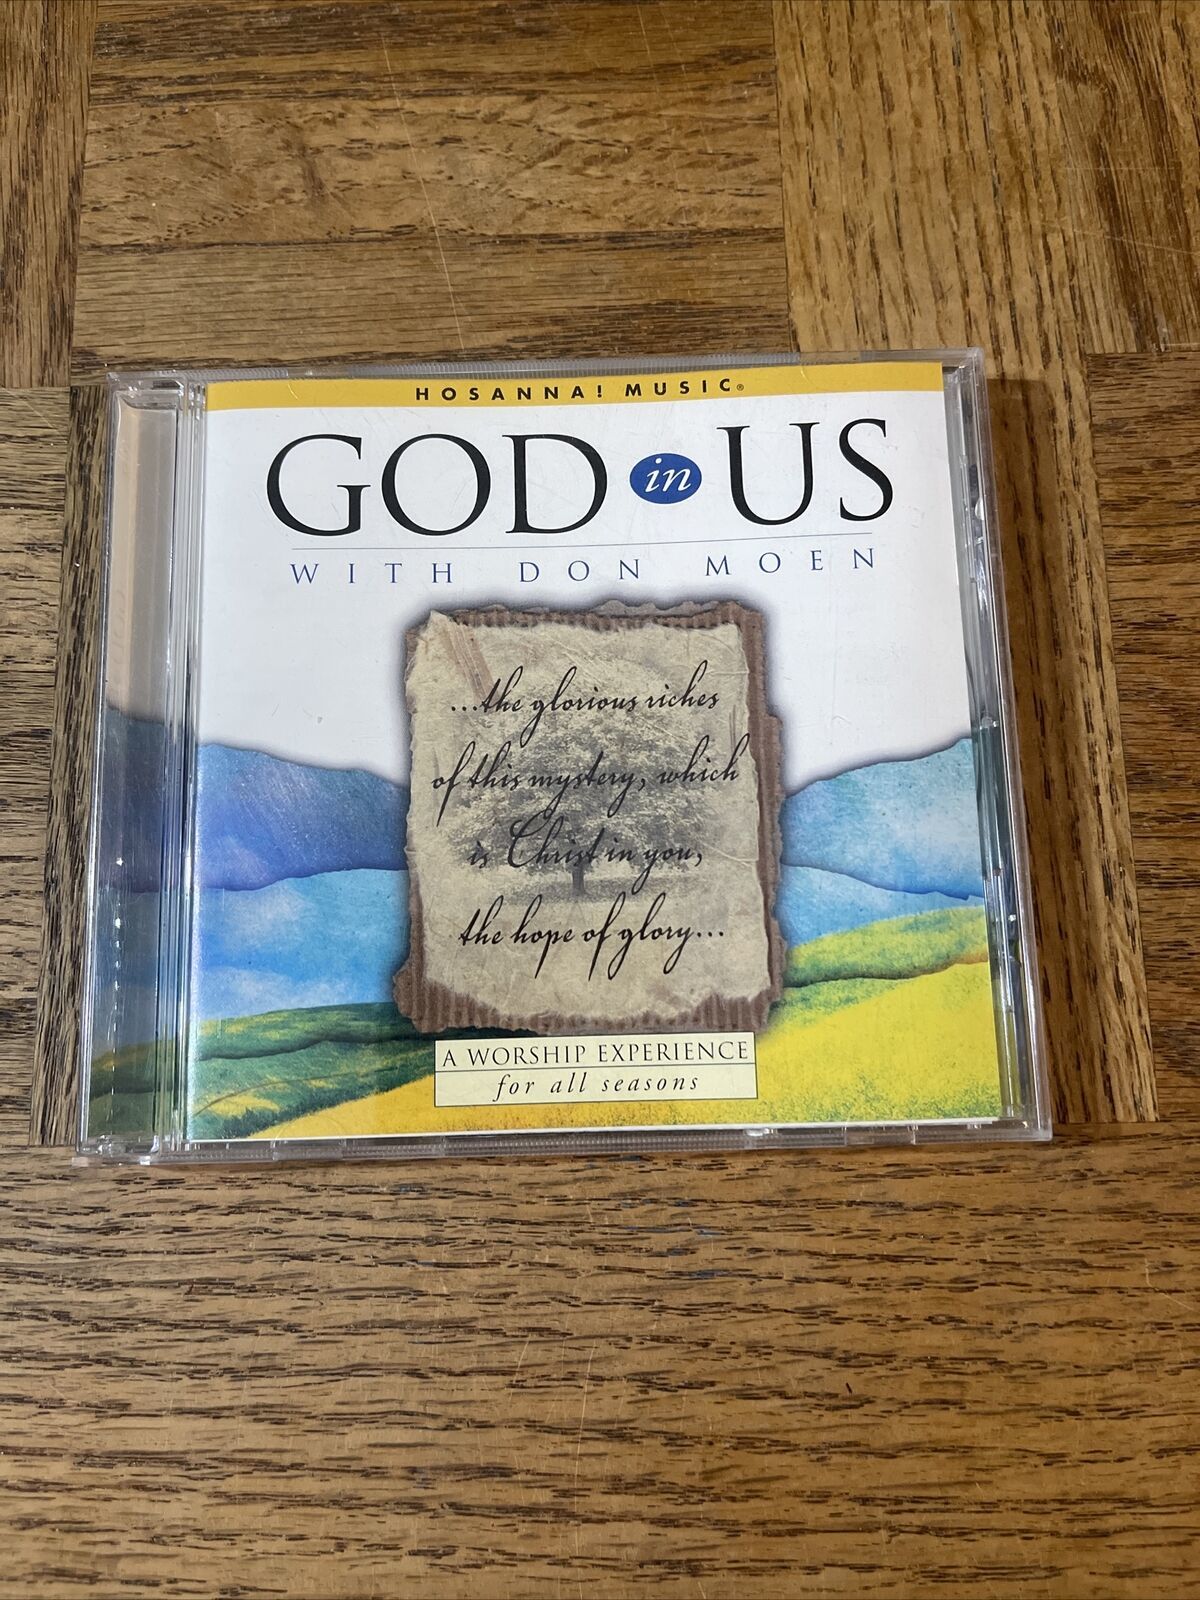 HOSANNA! MUSIC®
GOD in US
WITH DON MOEN
...the glorious riches
of this mystery, which
is Christ in you,
the hope of glory...
A WORSHIP EXPERIENCE
for all seasons